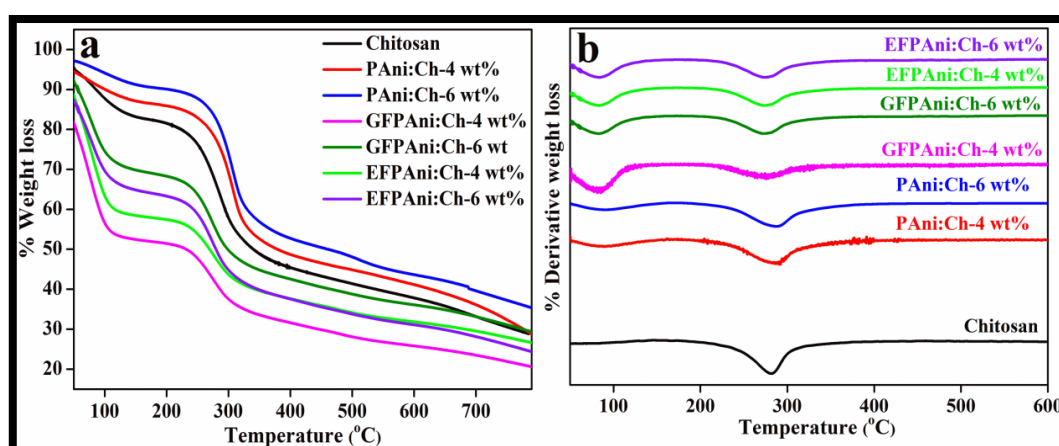 a
Chitosan
PAni:Ch-4 wt%
PAni:Ch-6 wt%
GFPAni:Ch-4 wt%
GFPAni:Ch-6 wt
EFPAni:Ch-4 wt%
EFPAni:Ch-6 wt%
% Weight loss
100
90
80
70
60
50
40
30
20
100 200 300 400 500 600 700
Temperature (°C)
b
EFPAni:Ch-6 wt%
EFPAni:Ch-4 wt%
GFPAni:Ch-6 wt%
GFPAni:Ch-4 wt%
PAni:Ch-6 wt%
PAni:Ch-4 wt%
Chitosan
% Derivative weight loss
100 200 300 400 500 600
Temperature (°C)